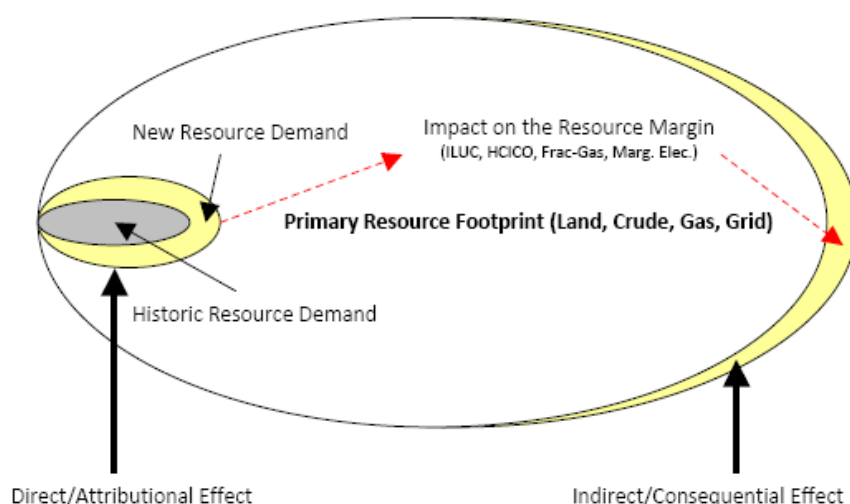 New Resource Demand
Impact on the Resource Margin
(ILUC, HCICO, Frac-Gas, Marg. Elec.)
Primary Resource Footprint (Land, Crude, Gas, Grid)
Historic Resource Demand
Direct/Attributional Effect
Indirect/Consequential Effect